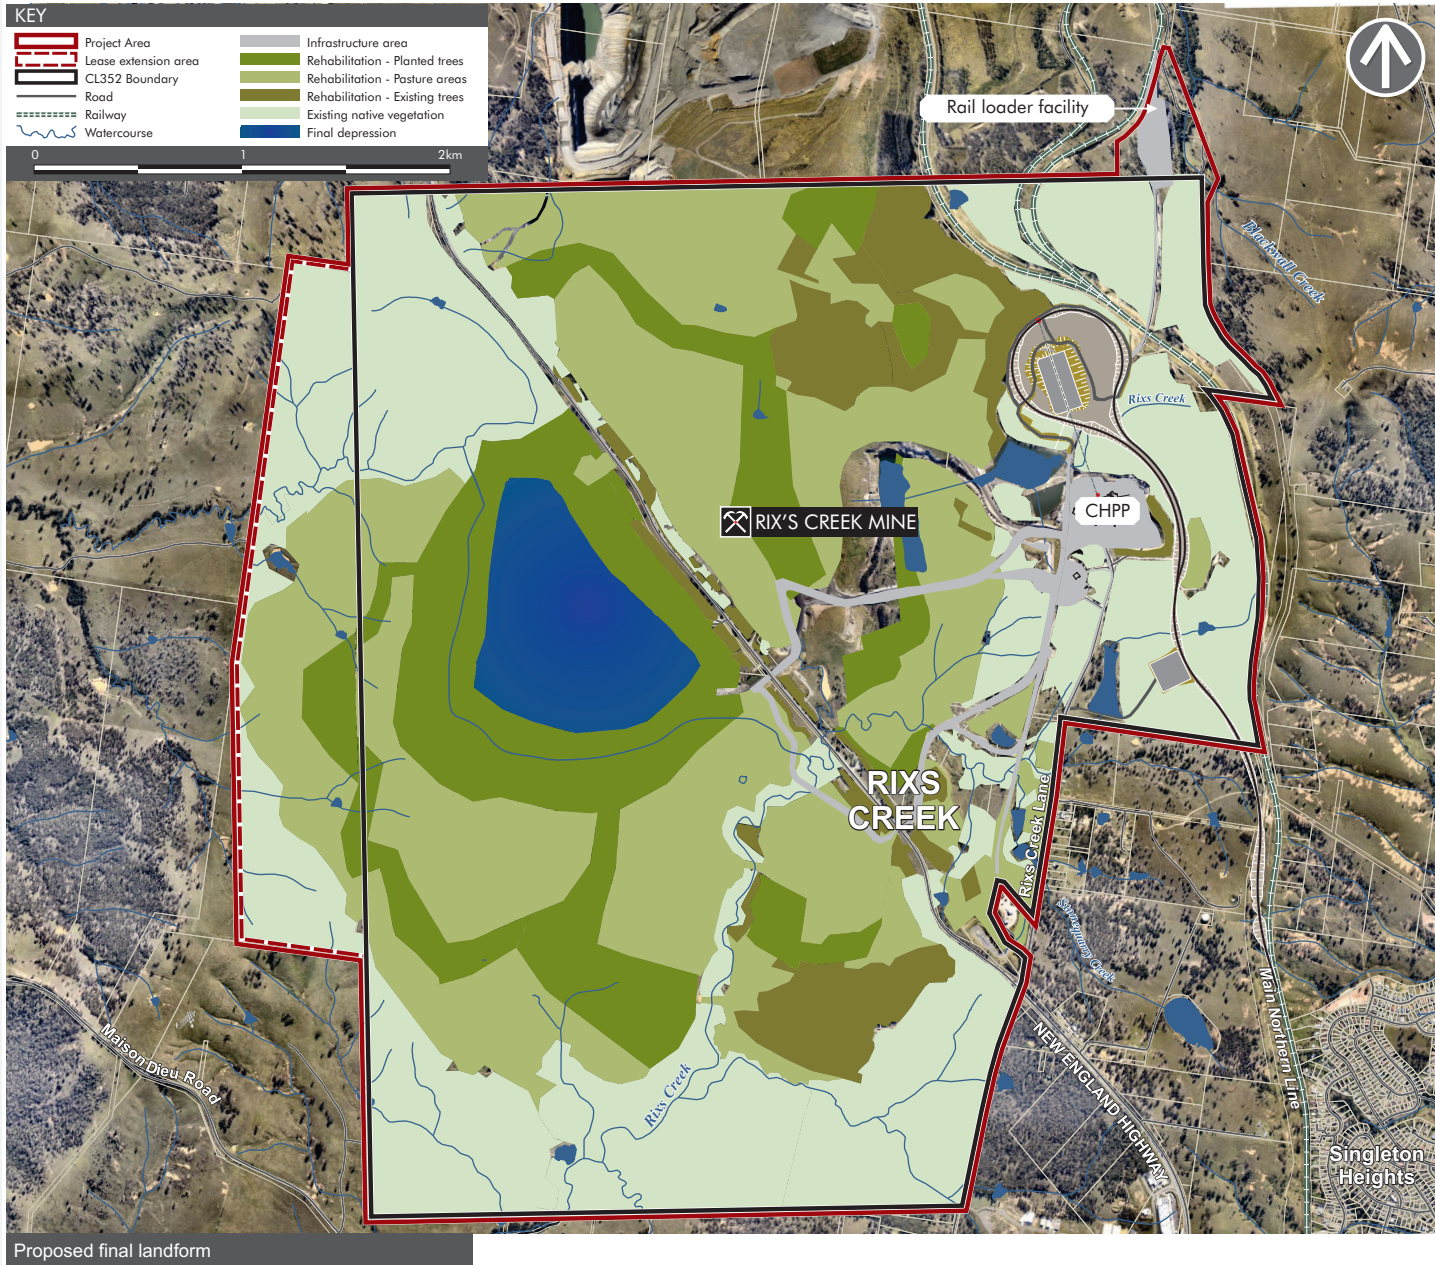 KEY
Project Area
Lease extension area
CL352 Boundary
Road
Railway
Watercourse
Infrastructure area
Rehabilitation - Planted trees
Rehabilitation - Pasture areas
Rehabilitation - Existing trees
Existing native vegetation
Final depression
0 1 2km
Rail loader facility
Blackwall Creek
Rixs Creek
CHPP
RIX'S CREEK MINE
RIXS
CREEK
Rixs Creek Lane
Rixs Creek
Maison Dieu Road
NEW ENGLAND HIGHWAY
Main Northern Line
Singleton
Heights
Proposed final landform